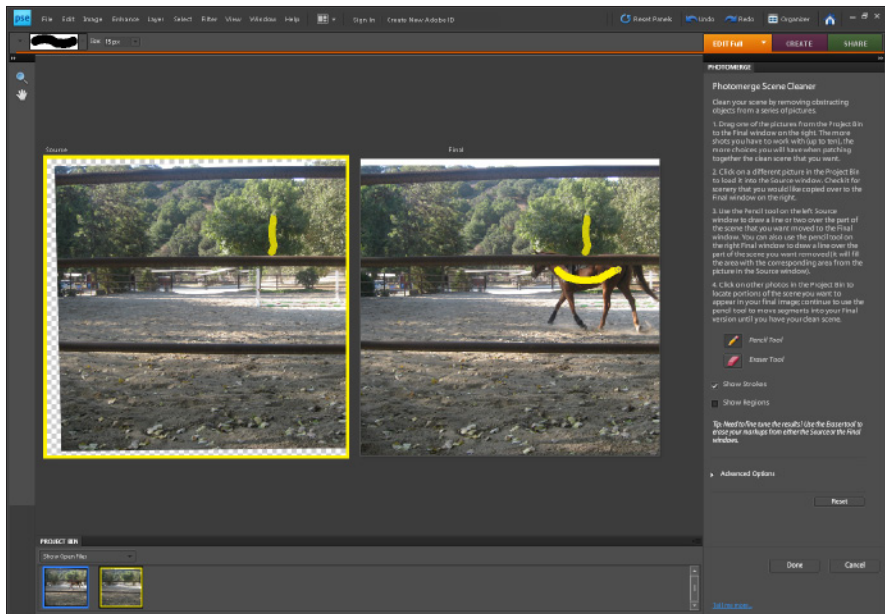 pse File Edit Image Enhance Layer Select Filter View Window Help Sign In Create New Adobe ID Reset Panels Undo Redo Organizer
Size: 15 px EDIT Full CREATE SHARE
PHOTOMERGE
Photomerge Scene Cleaner
Clean your scene by removing obstructing
objects from a series of pictures.
1. Drag one of the pictures from the Project Bin
to the Final window on the right. The more
shots you have to work with (up to ten), the
more choices you will have when patching
together the clean scene that you want.
2. Click on a different picture in the Project Bin
to load it into the Source window. Check it for
scenery that you would like copied over to the
Final window on the right.
3. Use the Pencil tool on the left Source
window to draw a line or two over the part of
the scene that you want moved to the Final
window. You can also use the pencil tool on
the right Final window to draw a line over the
part of the scene you want removed (it will fill
the area with the corresponding area from the
picture in the Source window).
4. Click on other photos in the Project Bin to
locate portions of the scene you want to
appear in your final image; continue to use the
pencil tool to move segments into your Final
version until you have your clean scene.
Pencil Tool
Eraser Tool
Show Strokes
Show Regions
Tip: Need to fine tune the results? Use the Eraser tool to
erase your markups from either the Source or the Final
windows.
Advanced Options
Reset
Done Cancel
Tell me more...
Source Final
PROJECT BIN
Show Open Files